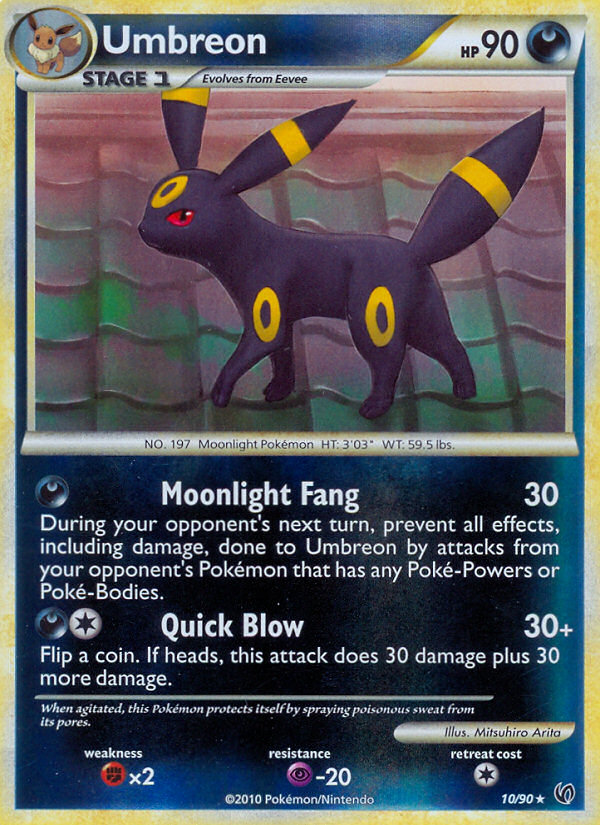 Umbreon
HP 90
STAGE 1
Evolves from Eevee
NO. 197 Moonlight Pokémon HT: 3'03" WT: 59.5 lbs.
Moonlight Fang 30
During your opponent's next turn, prevent all effects,
including damage, done to Umbreon by attacks from
your opponent's Pokémon that has any Poké-Powers or
Poké-Bodies.
Quick Blow 30+
Flip a coin. If heads, this attack does 30 damage plus 30
more damage.
When agitated, this Pokémon protects itself by spraying poisonous sweat from
its pores.
Illus. Mitsuhiro Arita
weakness resistance retreat cost
×2 -20
©2010 Pokémon/Nintendo 10/90★